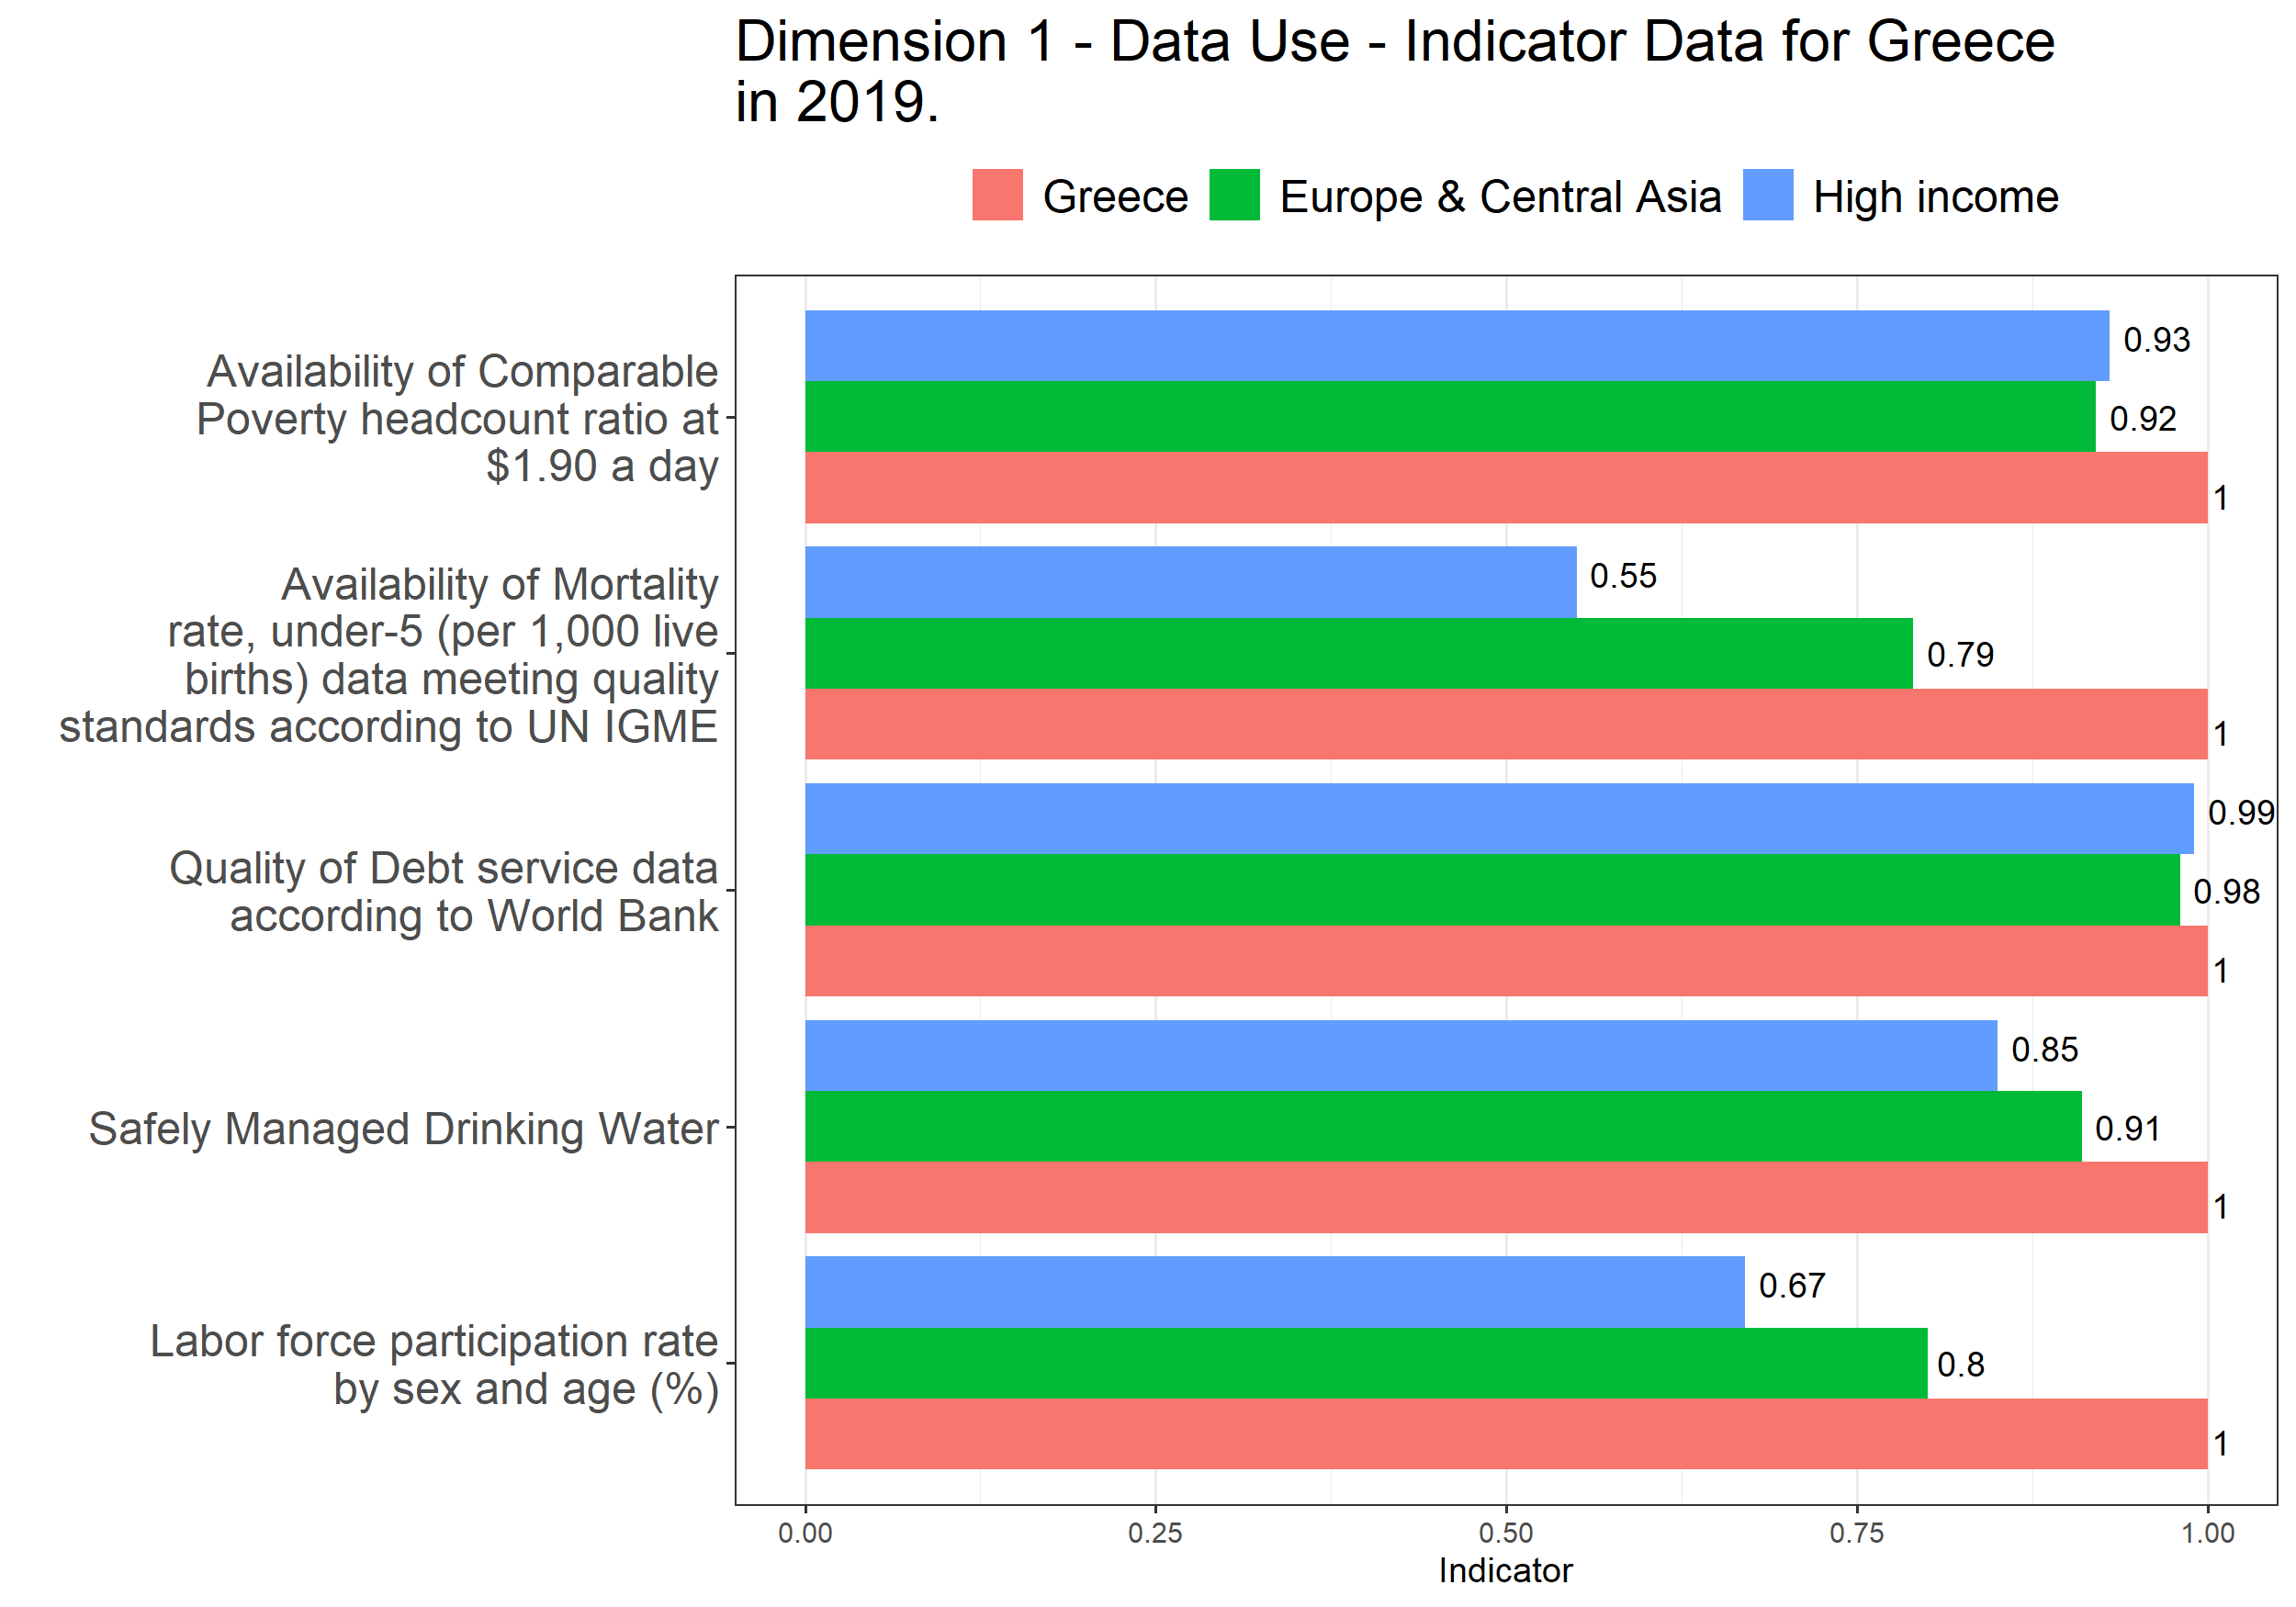 Dimension 1 - Data Use - Indicator Data for Greece
in 2019.
Greece
Europe & Central Asia
High income
Availability of Comparable
Poverty headcount ratio at
$1.90 a day
0.93
0.92
1
Availability of Mortality
rate, under-5 (per 1,000 live
births) data meeting quality
standards according to UN IGME
0.55
0.79
1
Quality of Debt service data
according to World Bank
0.99
0.98
1
Safely Managed Drinking Water
0.85
0.91
1
Labor force participation rate
by sex and age (%)
0.67
0.8
1
0.00
0.25
0.50
0.75
1.00
Indicator